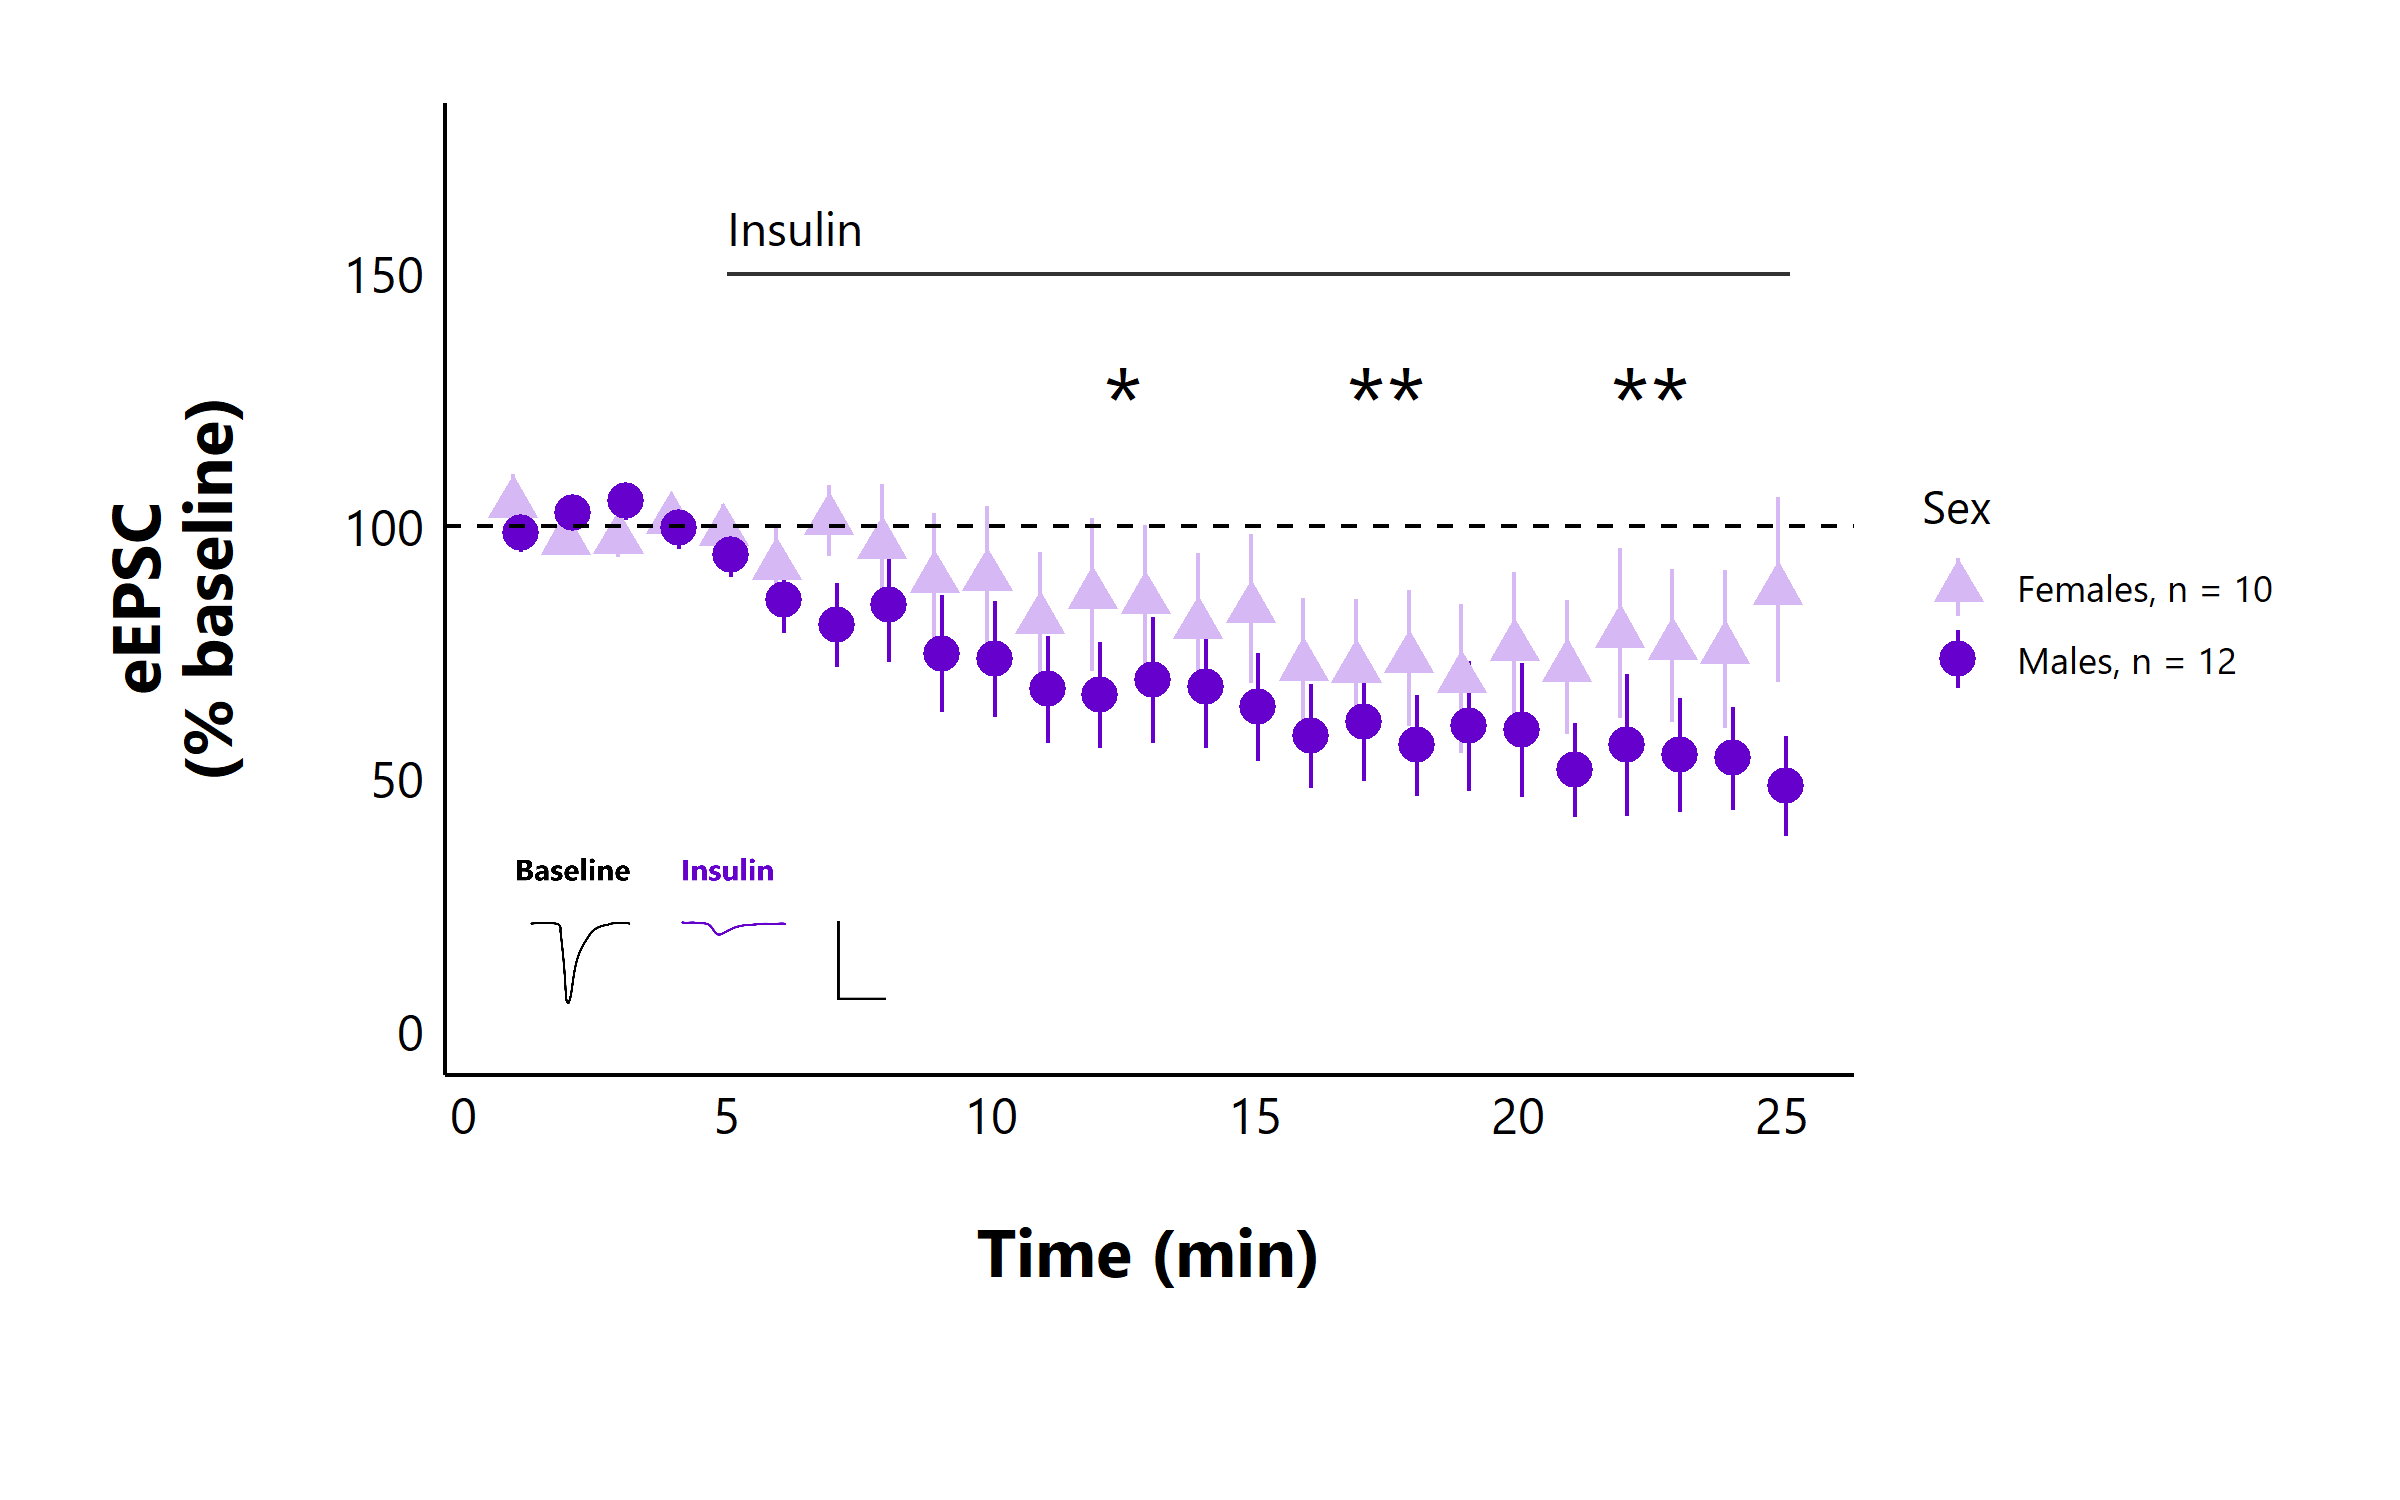 Insulin
150
*
**
**
eEPSC
(% baseline)
100
50
0
Baseline
Insulin
0
5
10
15
20
25
Time (min)
Sex
Females, n = 10
Males, n = 12